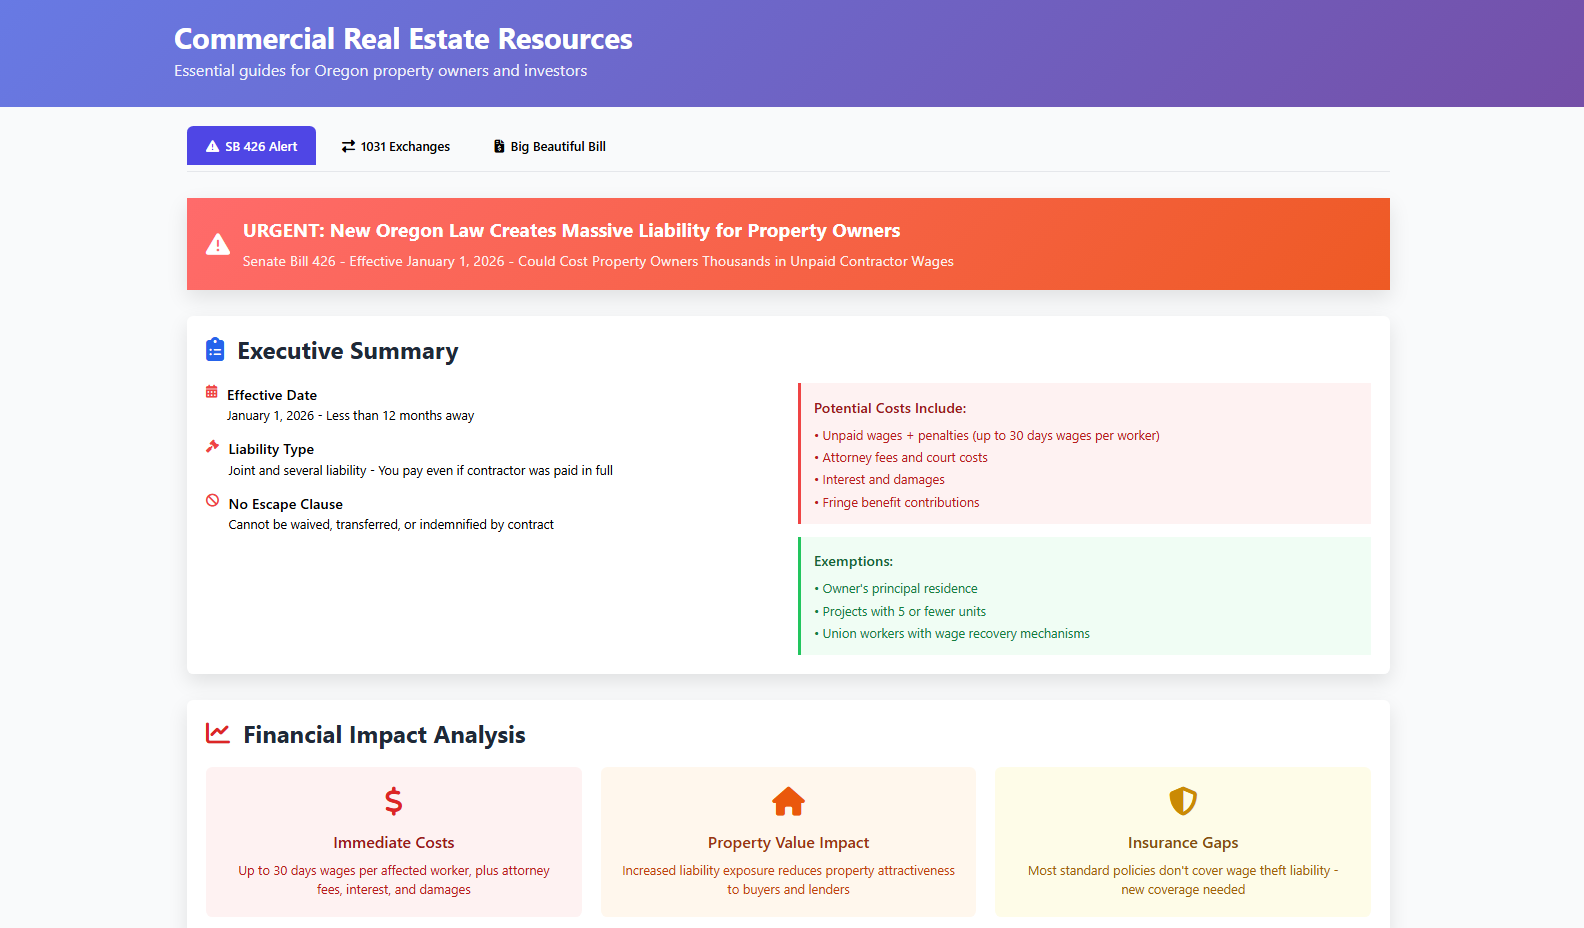 Commercial Real Estate Resources
Essential guides for Oregon property owners and investors
SB 426 Alert
1031 Exchanges
Big Beautiful Bill
URGENT: New Oregon Law Creates Massive Liability for Property Owners
Senate Bill 426 - Effective January 1, 2026 - Could Cost Property Owners Thousands in Unpaid Contractor Wages
Executive Summary
Effective Date
January 1, 2026 - Less than 12 months away
Liability Type
Joint and several liability - You pay even if contractor was paid in full
No Escape Clause
Cannot be waived, transferred, or indemnified by contract
Potential Costs Include:
• Unpaid wages + penalties (up to 30 days wages per worker)
• Attorney fees and court costs
• Interest and damages
• Fringe benefit contributions
Exemptions:
• Owner's principal residence
• Projects with 5 or fewer units
• Union workers with wage recovery mechanisms
Financial Impact Analysis
Immediate Costs
Up to 30 days wages per affected worker, plus attorney
fees, interest, and damages
Property Value Impact
Increased liability exposure reduces property attractiveness
to buyers and lenders
Insurance Gaps
Most standard policies don't cover wage theft liability -
new coverage needed